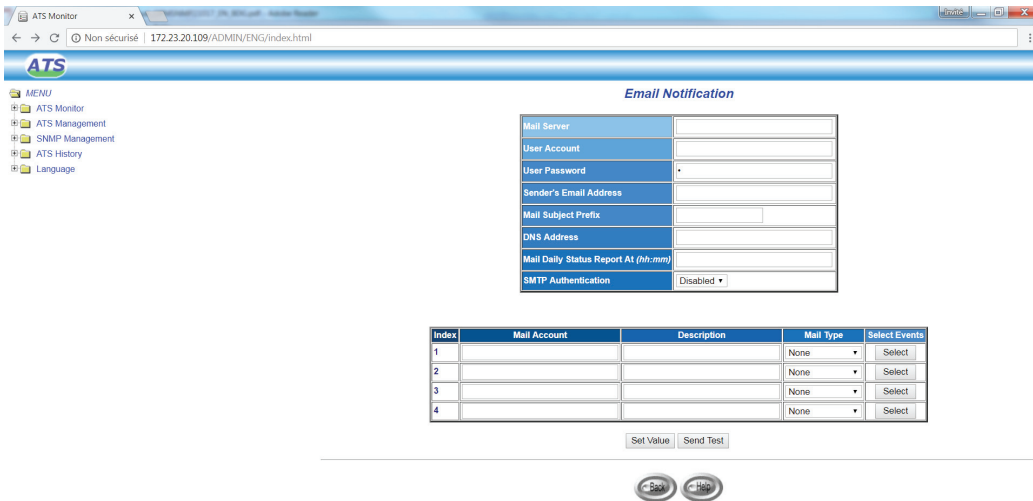 ATS Monitor
Invité
Non sécurisé | 172.23.20.109/ADMIN/ENG/index.html
ATS
MENU
ATS Monitor
ATS Management
SNMP Management
ATS History
Language
Email Notification
Mail Server
User Account
User Password •
Sender's Email Address
Mail Subject Prefix
DNS Address
Mail Daily Status Report At (hh:mm)
SMTP Authentication Disabled
Index Mail Account Description Mail Type Select Events
1 None Select
2 None Select
3 None Select
4 None Select
Set Value Send Test
Back Help